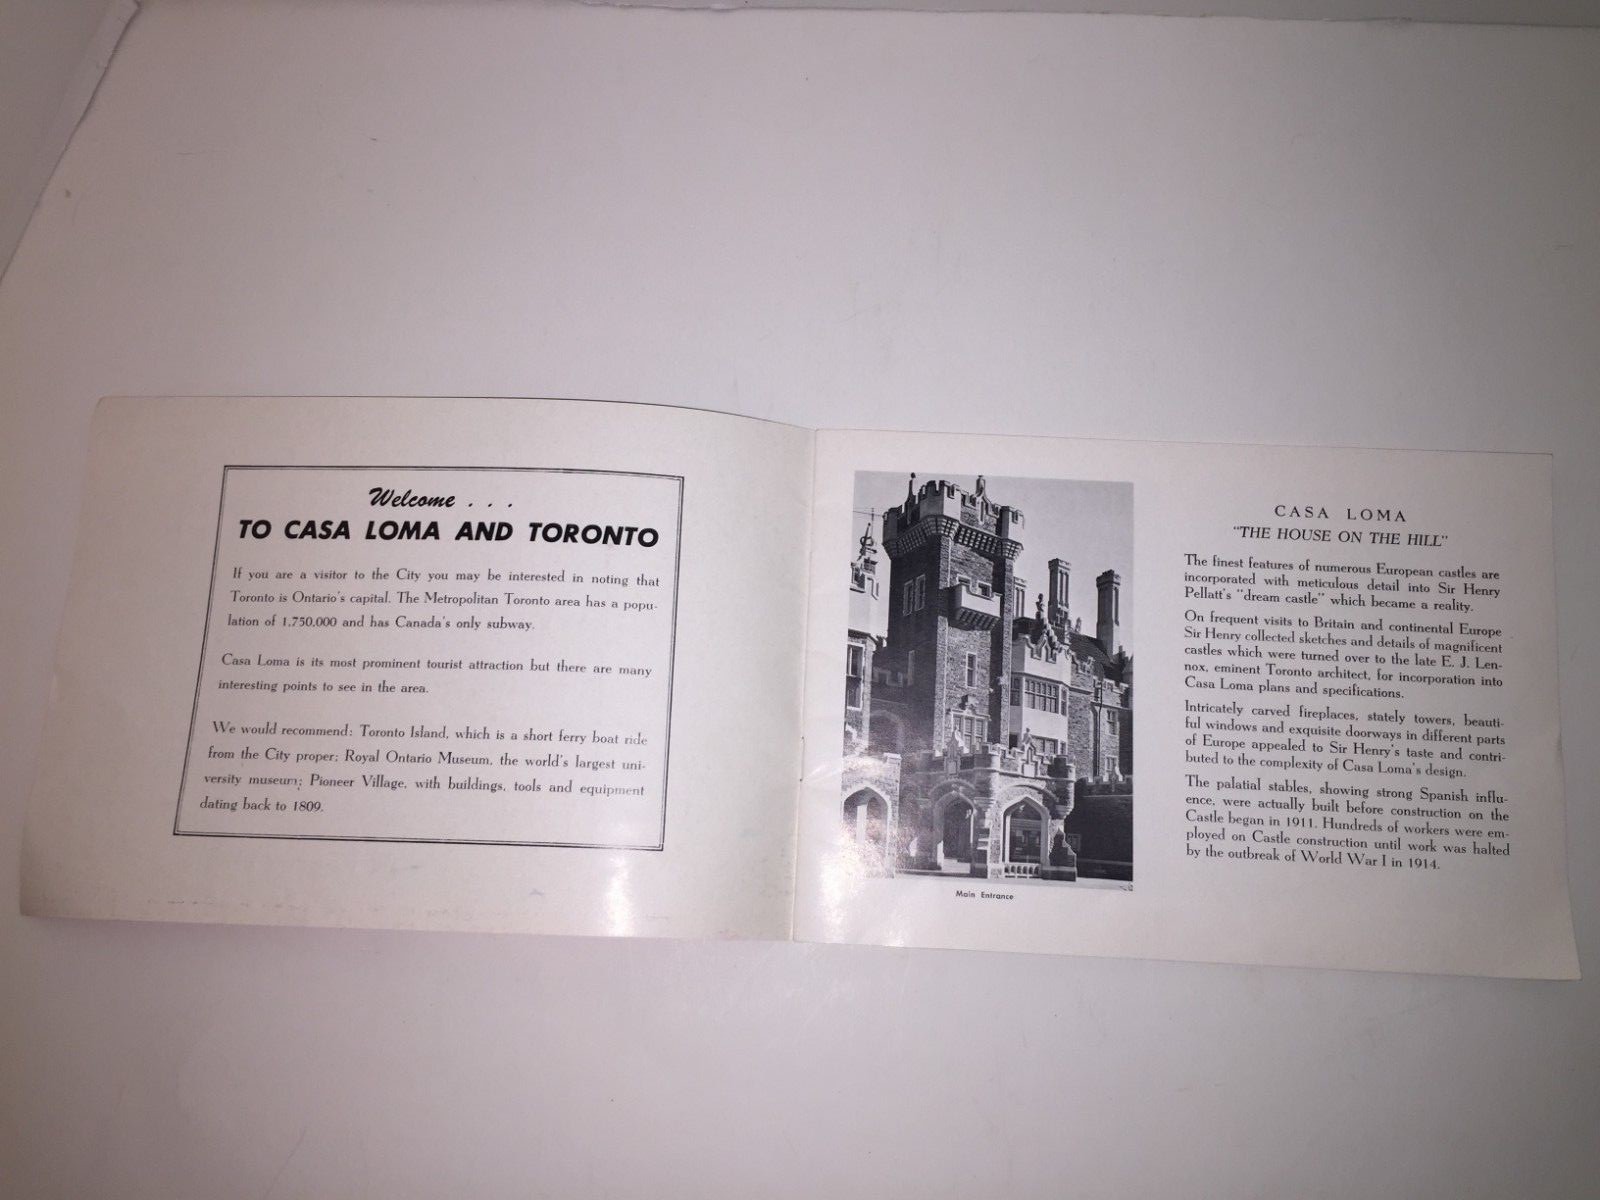 Welcome . . .
TO CASA LOMA AND TORONTO
If you are a visitor to the City you may be interested in noting that
Toronto is Ontario's capital. The Metropolitan Toronto area has a popu-
lation of 1,750,000 and has Canada's only subway.
Casa Loma is its most prominent tourist attraction but there are many
interesting points to see in the area.
We would recommend: Toronto Island, which is a short ferry boat ride
from the City proper; Royal Ontario Museum, the world's largest uni-
versity museum; Pioneer Village, with buildings, tools and equipment
dating back to 1809.
Main Entrance
CASA LOMA
"THE HOUSE ON THE HILL"
The finest features of numerous European castles are
incorporated with meticulous detail into Sir Henry
Pellatt's "dream castle" which became a reality.
On frequent visits to Britain and continental Europe
Sir Henry collected sketches and details of magnificent
castles which were turned over to the late E. J. Len-
nox, eminent Toronto architect, for incorporation into
Casa Loma plans and specifications.
Intricately carved fireplaces, stately towers, beauti-
ful windows and exquisite doorways in different parts
of Europe appealed to Sir Henry's taste and contri-
buted to the complexity of Casa Loma's design.
The palatial stables, showing strong Spanish influ-
ence, were actually built before construction on the
Castle began in 1911. Hundreds of workers were em-
ployed on Castle construction until work was halted
by the outbreak of World War I in 1914.